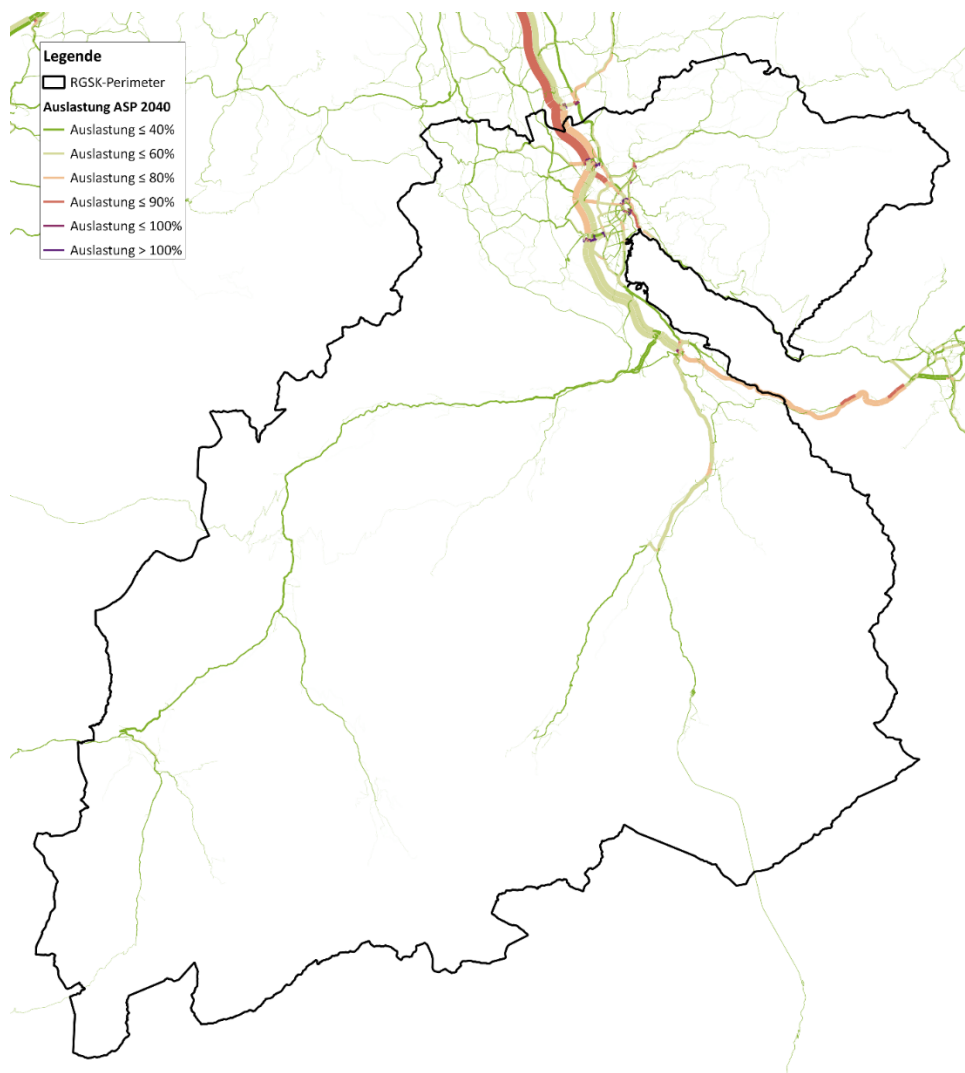 Legende
RGSK-Perimeter
Auslastung ASP 2040
Auslastung ≤ 40%
Auslastung ≤ 60%
Auslastung ≤ 80%
Auslastung ≤ 90%
Auslastung ≤ 100%
Auslastung > 100%